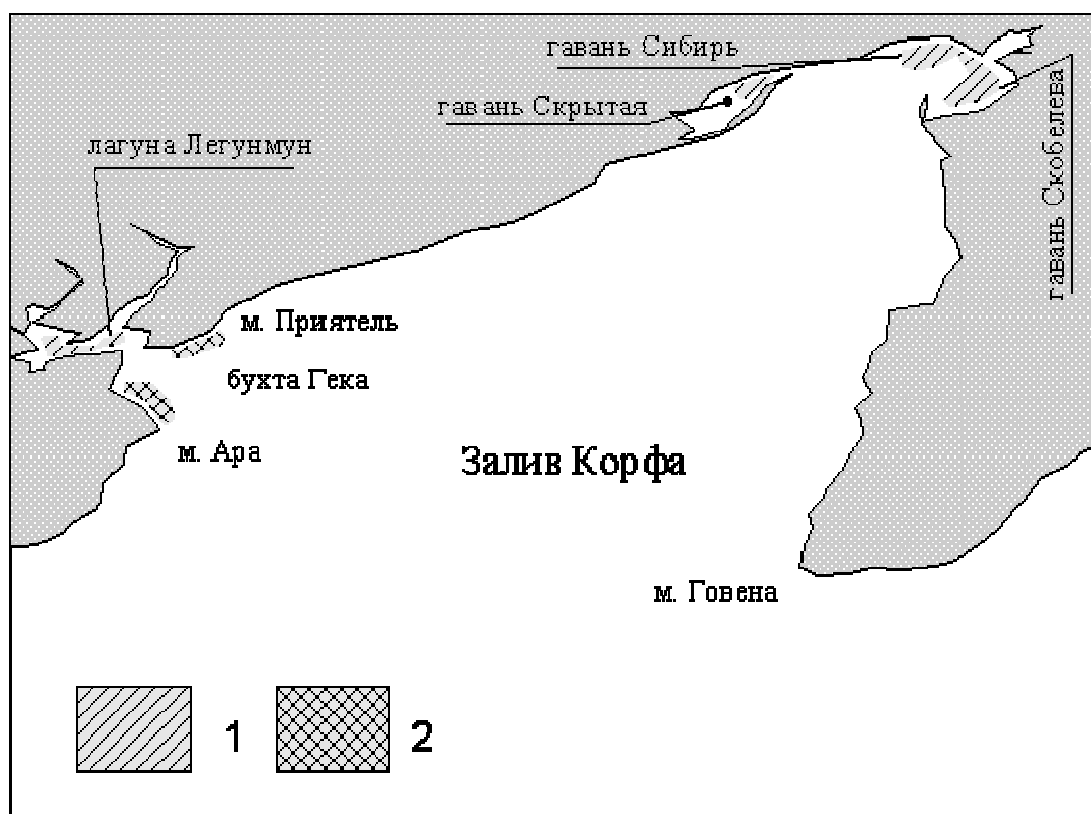 гавань Сибирь
гавань Скрытая
лагуна Легунмун
гавань Скобелева
м. Приятель
бухта Гека
м. Ара
Залив Корфа
м. Говена
1
2